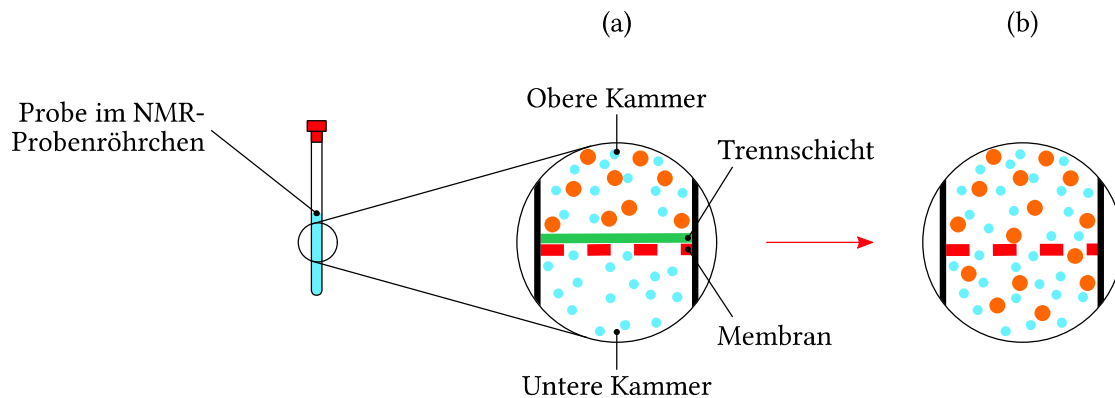 (a)
(b)
Obere Kammer
Probe im NMR-
Probenröhrchen
Trennschicht
Membran
Untere Kammer